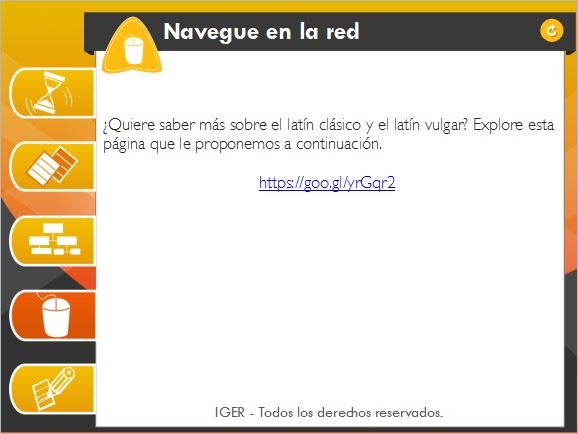 Navegue en la red
¿Quiere saber más sobre el latín clásico y el latín vulgar? Explore esta
página que le proponemos a continuación.
https://goo.gl/yrGqr2
IGER - Todos los derechos reservados.